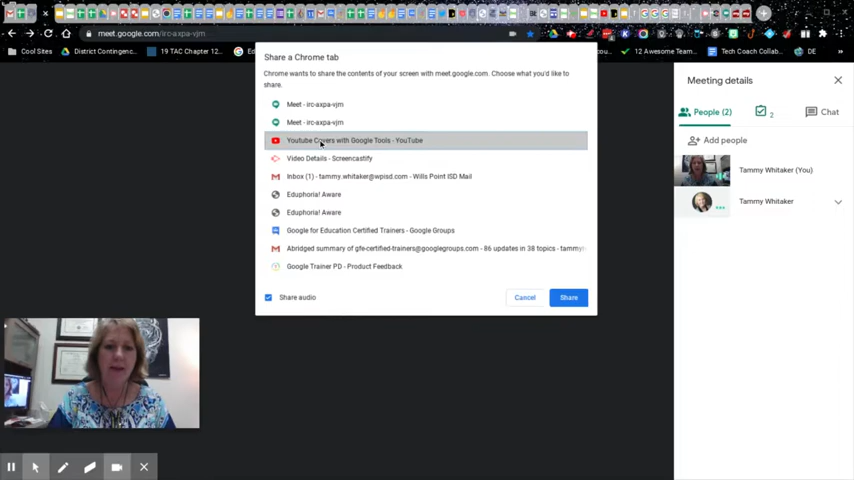 meet.google.com/irc-axpa-vjm
Cool Sites
District Contingenc...
19 TAC Chapter 12...
12 Awesome Team...
Tech Coach Collab...
DE
Share a Chrome tab
Chrome wants to share the contents of your screen with meet.google.com. Choose what you'd like to
share.
Meet - irc-axpa-vjm
Meet - irc-axpa-vjm
Youtube Covers with Google Tools - YouTube
Video Details - Screencastify
Inbox (1) - tammy.whitaker@wpisd.com - Wills Point ISD Mail
Eduphoria! Aware
Eduphoria! Aware
Google for Education Certified Trainers - Google Groups
Abridged summary of gfe-certified-trainers@googlegroups.com - 86 updates in 38 topics - tammy
Google Trainer PD - Product Feedback
Share audio
Cancel
Share
Meeting details
People (2)
2
Chat
Add people
Tammy Whitaker (You)
Tammy Whitaker